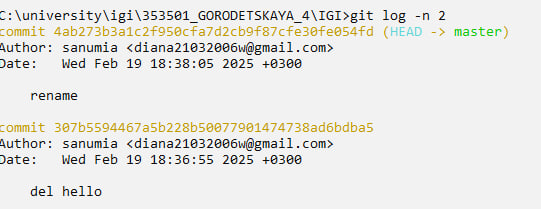 C:\university\igi\353501_GORODETSKAYA_4\IGI>git log -n 2
commit 4ab273b3a1c2f950cfa7d2cb9f87cfe30fe054fd (HEAD -> master)
Author: sanumia <diana21032006w@gmail.com>
Date:   Wed Feb 19 18:38:05 2025 +0300
    rename
commit 307b5594467a5b228b50077901474738ad6bdba5
Author: sanumia <diana21032006w@gmail.com>
Date:   Wed Feb 19 18:36:55 2025 +0300
    del hello